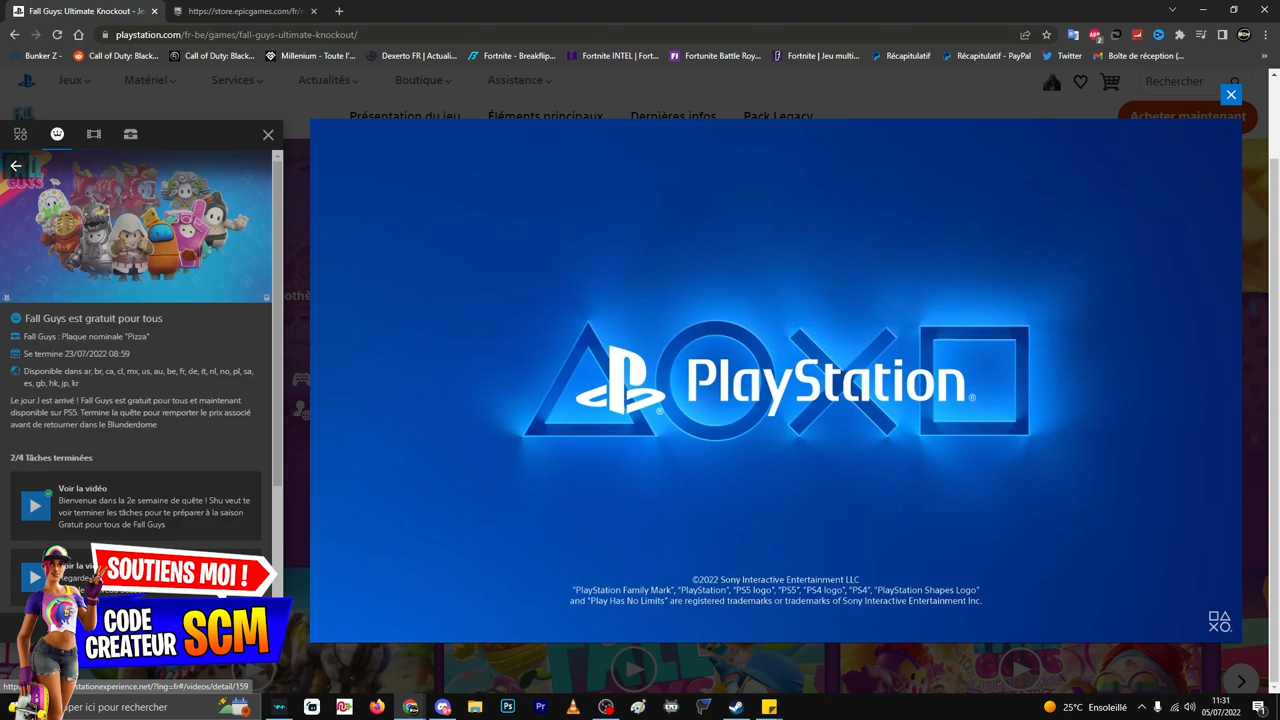 Fall Guys: Ultimate Knockout - Je
https://store.epicgames.com/fr/
playstation.com/fr-be/games/fall-guys-ultimate-knockout/
Bunker Z -
Call of Duty: Black...
Call of Duty: Black...
Millenium - Toute l'...
Dexerto FR | Actuali...
Fortnite - Breakflip...
Fortnite INTEL | Fort...
Fortunite Battle Roy...
Fortnite | Jeu multi...
Récapitulatif
Récapitulatif - PayPal
Twitter
Boîte de réception (...
Jeux
Matériel
Services
Actualités
Boutique
Assistance
Rechercher
Présentation du jeu
Éléments principaux
Dernières infos
Pack Legacy
Acheter maintenant
GUYS
Fall Guys est gratuit pour tous
Fall Guys : Plaque nominale "Pizza"
Se termine 23/07/2022 08:59
Disponible dans ar, br, ca, cl, mx, us, au, be, fr, de, it, nl, no, pl, sa,
es, gb, hk, jp, kr
Le jour J est arrivé ! Fall Guys est gratuit pour tous et maintenant
disponible sur PS5. Termine la quête pour remporter le prix associé
avant de retourner dans le Blunderdome
2/4 Tâches terminées
Voir la vidéo
Bienvenue dans la 2e semaine de quête ! Shu veut te
voir terminer les tâches pour te préparer à la saison
Gratuit pour tous de Fall Guys
PlayStation®
©2022 Sony Interactive Entertainment LLC
"PlayStation Family Mark", "PlayStation", "PS5 logo", "PS5", "PS4 logo", "PS4", "PlayStation Shapes Logo"
and "Play Has No Limits" are registered trademarks or trademarks of Sony Interactive Entertainment Inc.
SOUTIENS MOI !
CODE
CREATEUR SCM
stationexperience.net/?lng=fr#/videos/detail/159
aper ici pour rechercher
25°C Ensoleillé
11:31
05/07/2022